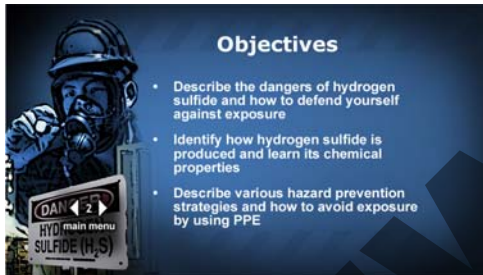 Objectives
• Describe the dangers of hydrogen
sulfide and how to defend yourself
against exposure
• Identify how hydrogen sulfide is
produced and learn its chemical
properties
• Describe various hazard prevention
strategies and how to avoid exposure
by using PPE
DAN
2
main menu
HYD
SULFIDE (H₂S)